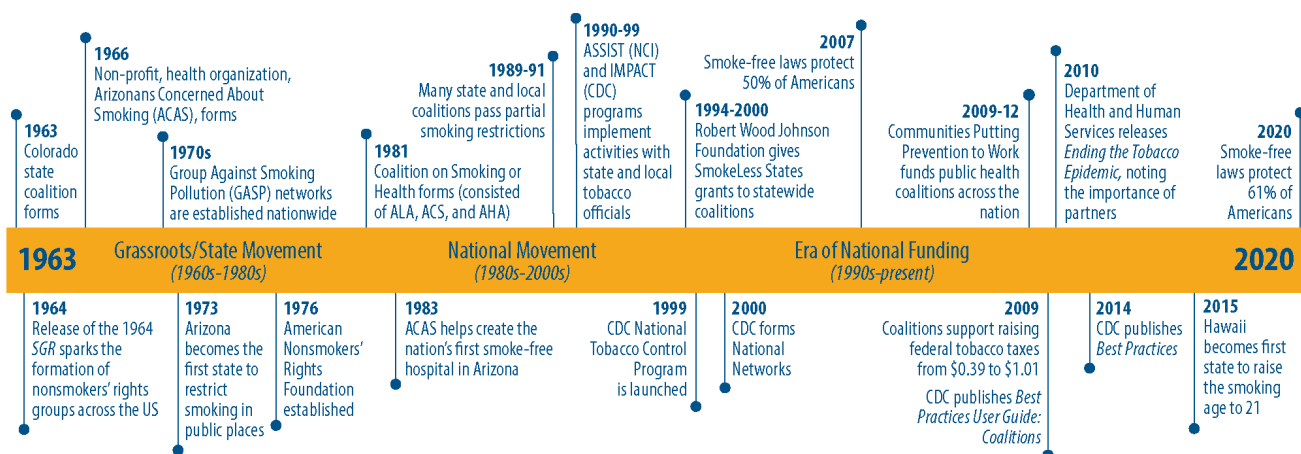 1963
Colorado
state
coalition
forms
1966
Non-profit, health organization,
Arizonans Concerned About
Smoking (ACAS), forms
1970s
Group Against Smoking
Pollution (GASP) networks
are established nationwide
1981
Coalition on Smoking or
Health forms (consisted
of ALA, ACS, and AHA)
1989-91
Many state and local
coalitions pass partial
smoking restrictions
1990-99
ASSIST (NCI)
and IMPACT
(CDC)
programs
implement
activities with
state and local
tobacco
officials
1994-2000
Robert Wood Johnson
Foundation gives
SmokeLess States
grants to statewide
coalitions
2007
Smoke-free laws protect
50% of Americans
2009-12
Communities Putting
Prevention to Work
funds public health
coalitions across the
nation
2010
Department of
Health and Human
Services releases
Ending the Tobacco
Epidemic, noting
the importance of
partners
2020
Smoke-free
laws protect
61% of
Americans
1963
Grassroots/State Movement
(1960s-1980s)
National Movement
(1980s-2000s)
Era of National Funding
(1990s-present)
2020
1964
Release of the 1964
SGR sparks the
formation of
nonsmokers' rights
groups across the US
1973
Arizona
becomes the
first state to
restrict
smoking in
public places
1976
American
Nonsmokers'
Rights
Foundation
established
1983
ACAS helps create the
nation's first smoke-free
hospital in Arizona
1999
CDC National
Tobacco Control
Program
is launched
2000
CDC forms
National
Networks
2009
Coalitions support raising
federal tobacco taxes
from $0.39 to $1.01
CDC publishes Best
Practices User Guide:
Coalitions
2014
CDC publishes
Best Practices
2015
Hawaii
becomes first
state to raise
the smoking
age to 21